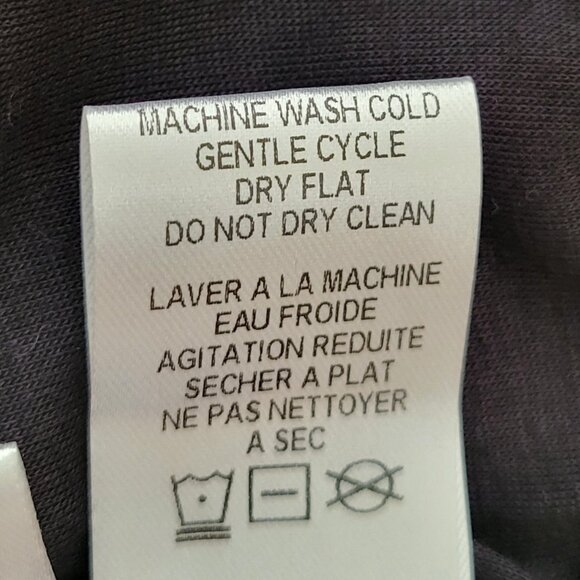 MACHINE WASH COLD
GENTLE CYCLE
DRY FLAT
DO NOT DRY CLEAN
LAVER A LA MACHINE
EAU FROIDE
AGITATION REDUITE
SECHER A PLAT
NE PAS NETTOYER
A SEC